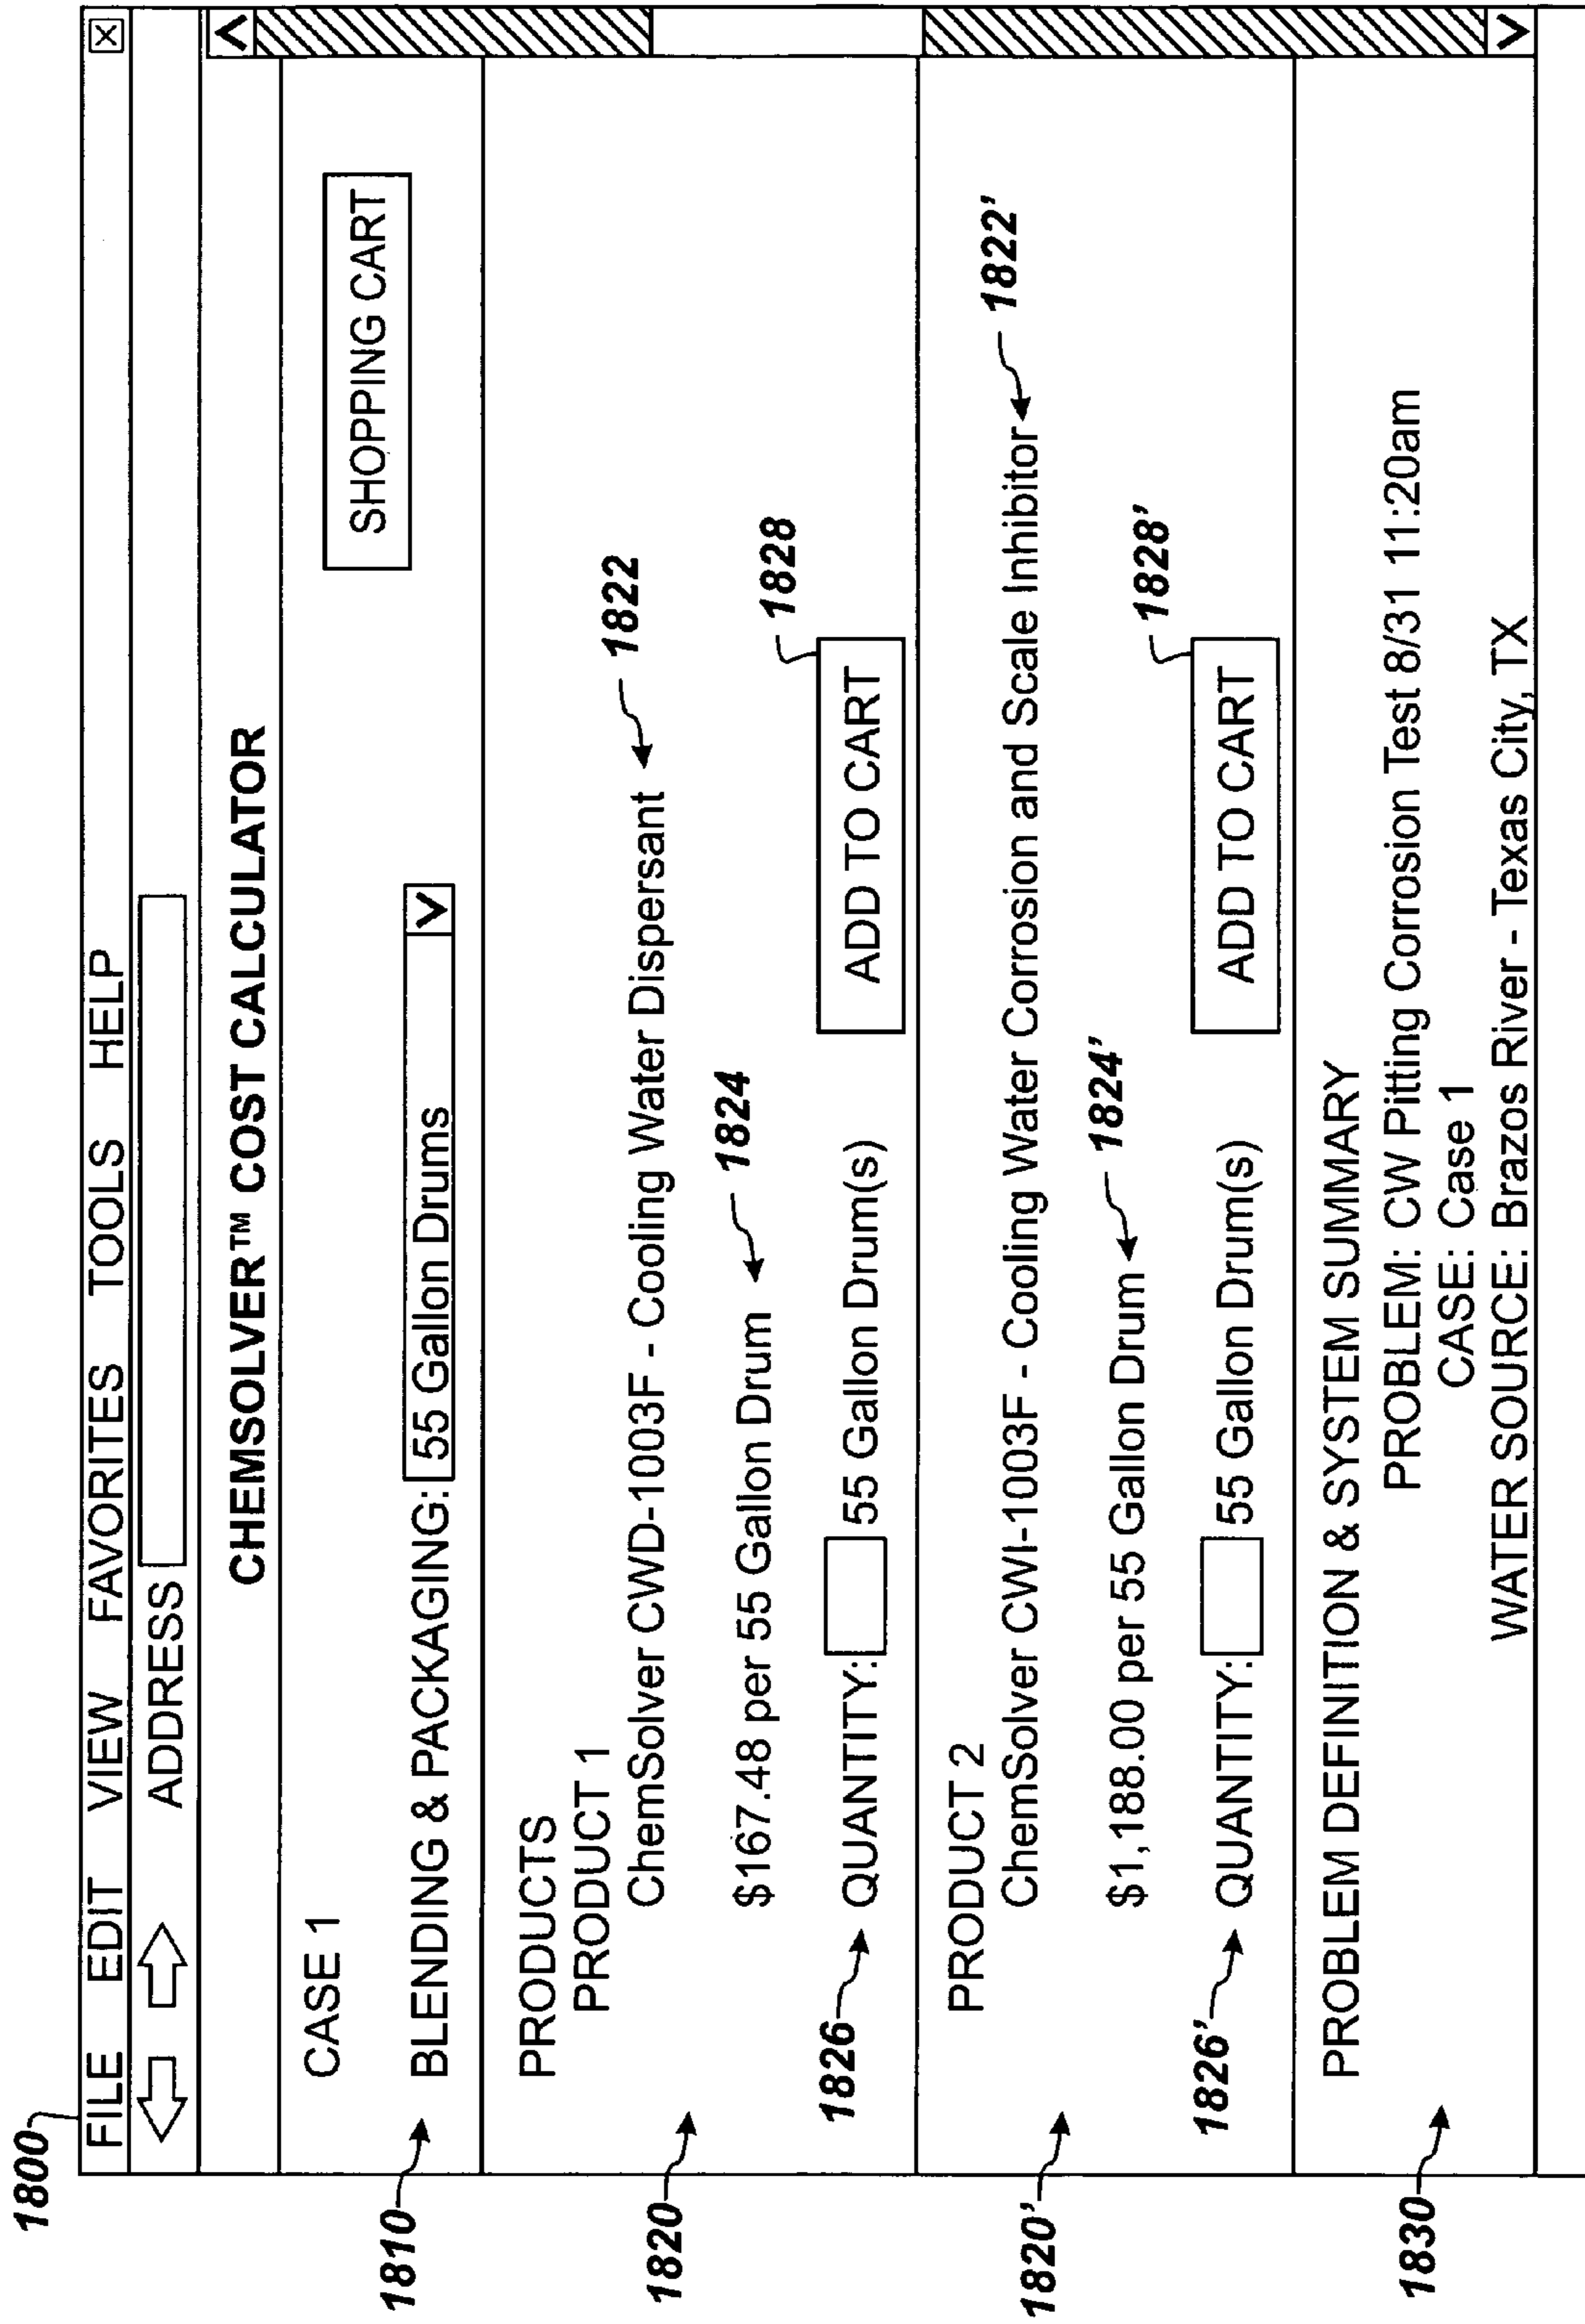 1800
FILE EDIT VIEW FAVORITES TOOLS HELP
ADDRESS
CHEMSOLVER™ COST CALCULATOR
CASE 1
SHOPPING CART
1810
BLENDING & PACKAGING: 55 Gallon Drums
PRODUCTS
PRODUCT 1
1820
ChemSolver CWD-1003F - Cooling Water Dispersant 1822
$167.48 per 55 Gallon Drum 1824
1826 QUANTITY: 55 Gallon Drum(s) ADD TO CART 1828
PRODUCT 2
1820'
ChemSolver CWI-1003F - Cooling Water Corrosion and Scale Inhibitor 1822'
$1,188.00 per 55 Gallon Drum 1824'
1826' QUANTITY: 55 Gallon Drum(s) ADD TO CART 1828'
PROBLEM DEFINITION & SYSTEM SUMMARY
1830
PROBLEM: CW Pitting Corrosion Test 8/31 11:20am
CASE: Case 1
WATER SOURCE: Brazos River - Texas City, TX